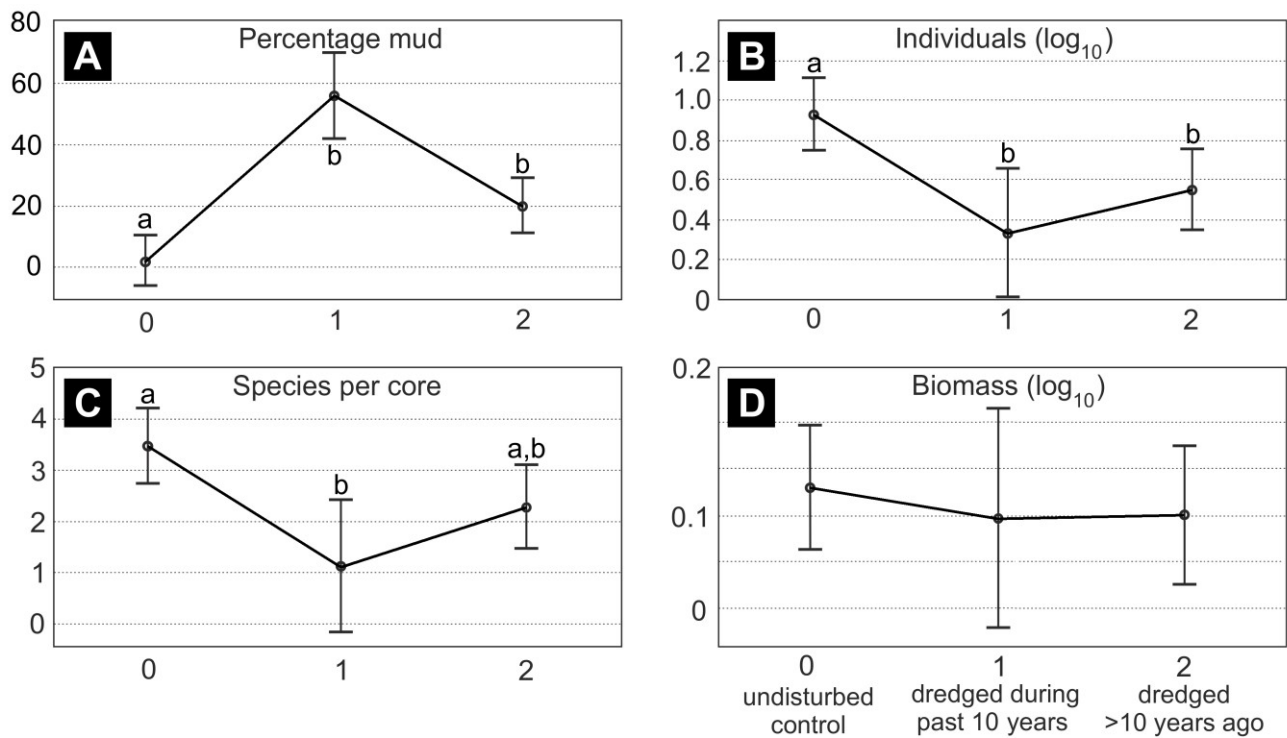 A
Percentage mud
80
60
40
20
0
a
b
b
0
1
2
B
Individuals (log10)
1.2
1.0
0.8
0.6
0.4
0.2
0
a
b
b
0
1
2
C
Species per core
5
4
3
2
1
0
a
b
a,b
0
1
2
D
Biomass (log10)
0.2
0.1
0
0
1
2
undisturbed
control
dredged during
past 10 years
dredged
>10 years ago